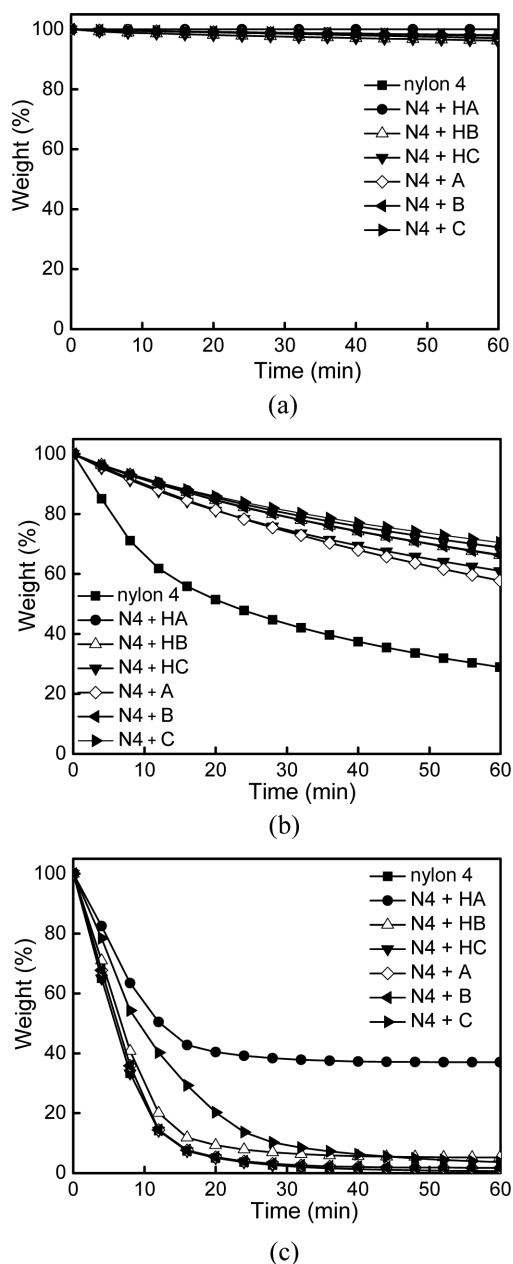 100
80
60
40
20
0
Weight (%)
nylon 4
N4 + HA
N4 + HB
N4 + HC
N4 + A
N4 + B
N4 + C
0 10 20 30 40 50 60
Time (min)
(a)
100
80
60
40
20
0
Weight (%)
nylon 4
N4 + HA
N4 + HB
N4 + HC
N4 + A
N4 + B
N4 + C
0 10 20 30 40 50 60
Time (min)
(b)
100
80
60
40
20
0
Weight (%)
nylon 4
N4 + HA
N4 + HB
N4 + HC
N4 + A
N4 + B
N4 + C
0 10 20 30 40 50 60
Time (min)
(c)